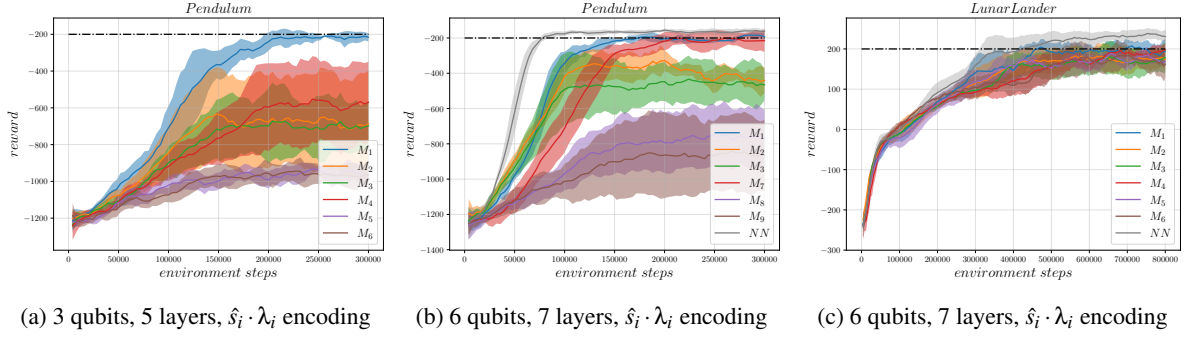 Pendulum
−200
−400
−600
−800
−1000
−1200
reward
0 50000 100000 150000 200000 250000 300000
environment steps
M₁
M₂
M₃
M₄
M₅
M₆
(a) 3 qubits, 5 layers, ŝᵢ · λᵢ encoding
Pendulum
−200
−400
−600
−800
−1000
−1200
−1400
reward
0 50000 100000 150000 200000 250000 300000
environment steps
M₁
M₂
M₃
M₇
M₈
M₉
NN
(b) 6 qubits, 7 layers, ŝᵢ · λᵢ encoding
LunarLander
300
200
100
0
−100
−200
−300
reward
0 100000 200000 300000 400000 500000 600000 700000 800000
environment steps
M₁
M₂
M₃
M₄
M₅
M₆
NN
(c) 6 qubits, 7 layers, ŝᵢ · λᵢ encoding